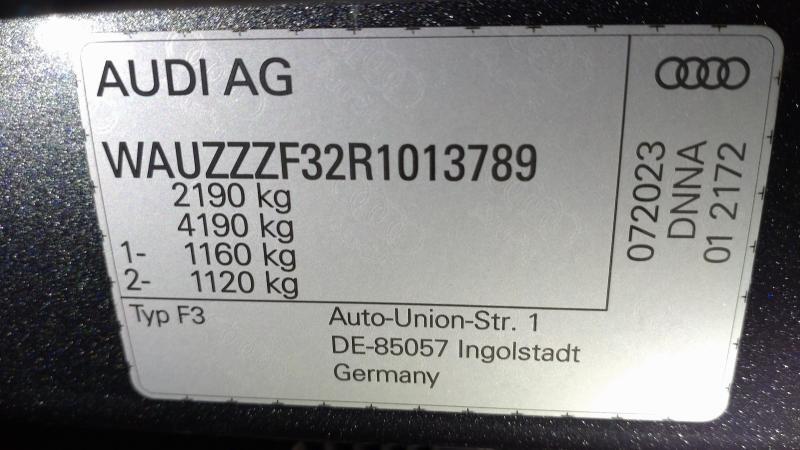 AUDI AG
WAUZZZF32R1013789
2190 kg
4190 kg
1- 1160 kg
2- 1120 kg
Typ F3
Auto-Union-Str. 1
DE-85057 Ingolstadt
Germany
072023
DNNA
01 2172